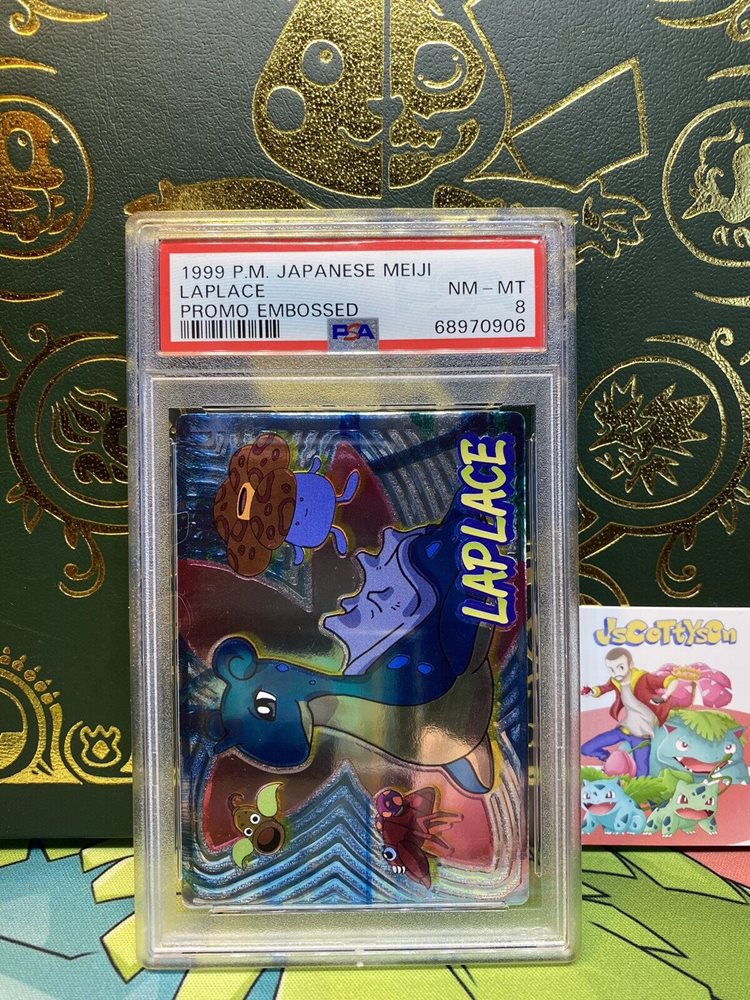 1999 P.M. JAPANESE MEIJI
LAPLACE
NM – MT
PROMO EMBOSSED
8
PSA
68970906
LAPLACE
JsCoTtySOn